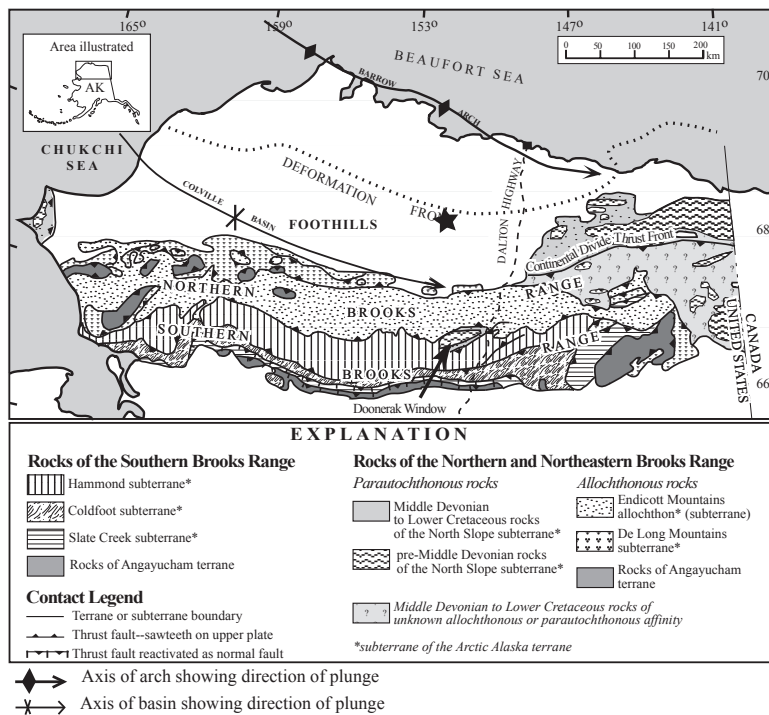 165º 159º 153º 147º 141º
Area illustrated
AK
BEAUFORT SEA
0 50 100 150 200
km
70
BARROW
ARCH
CHUKCHI
SEA
DEFORMATION
FRONT
HIGHWAY
DALTON
COLVILLE
BASIN
FOOTHILLS
68
Continental Divide Thrust Front
NORTHERN
BROOKS
RANGE
SOUTHERN
BROOKS
RANGE
CANADA
UNITED STATES
66
Doonerak Window
EXPLANATION
Rocks of the Southern Brooks Range
Hammond subterrane*
Coldfoot subterrane*
Slate Creek subterrane*
Rocks of Angayucham terrane
Contact Legend
Terrane or subterrane boundary
Thrust fault--sawteeth on upper plate
Thrust fault reactivated as normal fault
Rocks of the Northern and Northeastern Brooks Range
Parautochthonous rocks
Middle Devonian
to Lower Cretaceous rocks
of the North Slope subterrane*
pre-Middle Devonian rocks
of the North Slope subterrane*
Allochthonous rocks
Endicott Mountains
allochthon* (subterrane)
De Long Mountains
subterrane*
Rocks of Angayucham
terrane
? ? Middle Devonian to Lower Cretaceous rocks of
unknown allochthonous or parautochthonous affinity
*subterrane of the Arctic Alaska terrane
Axis of arch showing direction of plunge
Axis of basin showing direction of plunge